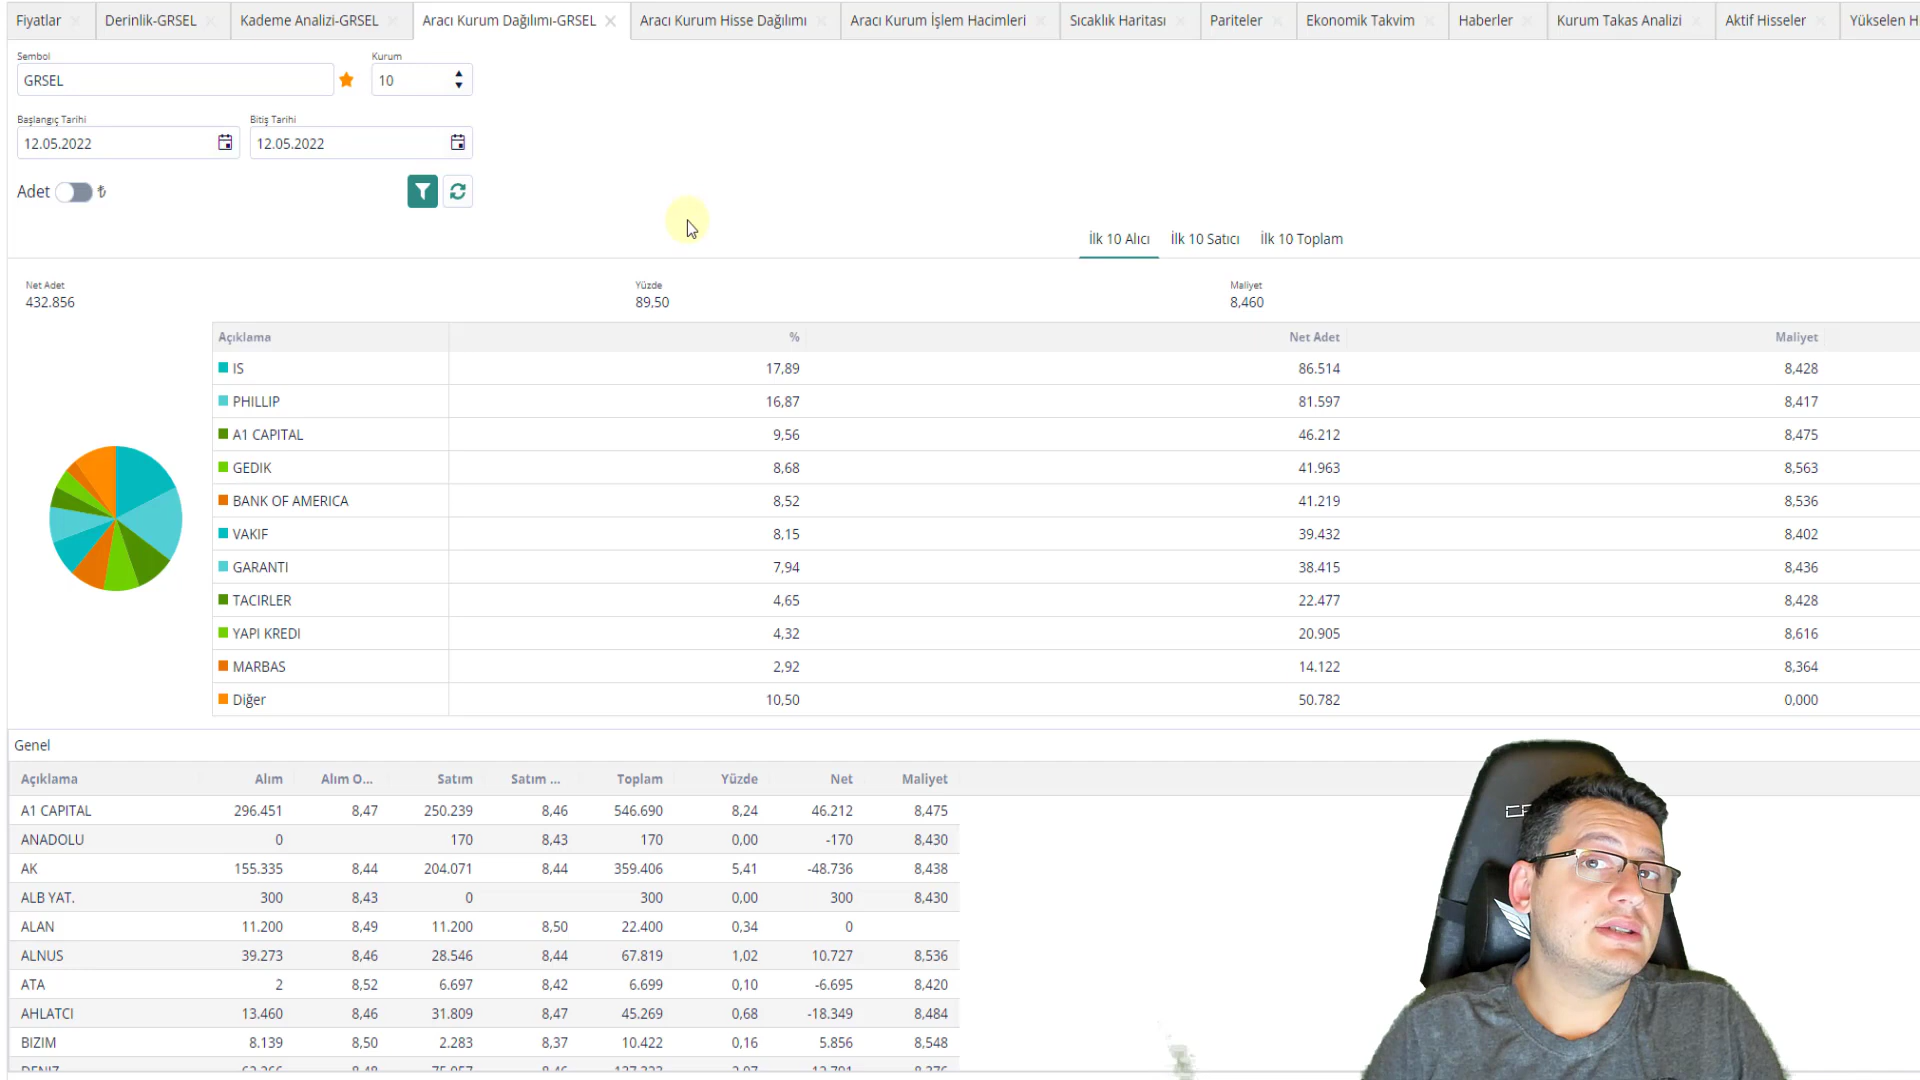 Fiyatlar Derinlik-GRSEL Kademe Analizi-GRSEL Aracı Kurum Dağılımı-GRSEL Aracı Kurum Hisse Dağılımı Aracı Kurum İşlem Hacimleri Sıcaklık Haritası Pariteler Ekonomik Takvim Haberler Kurum Takas Analizi Aktif Hisseler Yükselen H
Sembol Kurum
GRSEL 10
Başlangıç Tarihi Bitiş Tarihi
12.05.2022 12.05.2022
Adet ₺
İlk 10 Alıcı İlk 10 Satıcı İlk 10 Toplam
Net Adet Yüzde Maliyet
432.856 89,50 8,460
Açıklama % Net Adet Maliyet
IS 17,89 86.514 8,428
PHILLIP 16,87 81.597 8,417
A1 CAPITAL 9,56 46.212 8,475
GEDIK 8,68 41.963 8,563
BANK OF AMERICA 8,52 41.219 8,536
VAKIF 8,15 39.432 8,402
GARANTI 7,94 38.415 8,436
TACIRLER 4,65 22.477 8,428
YAPI KREDI 4,32 20.905 8,616
MARBAS 2,92 14.122 8,364
Diğer 10,50 50.782 0,000
Genel
Açıklama Alım Alım O... Satım Satım ... Toplam Yüzde Net Maliyet
A1 CAPITAL 296.451 8,47 250.239 8,46 546.690 8,24 46.212 8,475
ANADOLU 0 170 8,43 170 0,00 -170 8,430
AK 155.335 8,44 204.071 8,44 359.406 5,41 -48.736 8,438
ALB YAT. 300 8,43 0 300 0,00 300 8,430
ALAN 11.200 8,49 11.200 8,50 22.400 0,34 0
ALNUS 39.273 8,46 28.546 8,44 67.819 1,02 10.727 8,536
ATA 2 8,52 6.697 8,42 6.699 0,10 -6.695 8,420
AHLATCI 13.460 8,46 31.809 8,47 45.269 0,68 -18.349 8,484
BIZIM 8.139 8,50 2.283 8,37 10.422 0,16 5.856 8,548